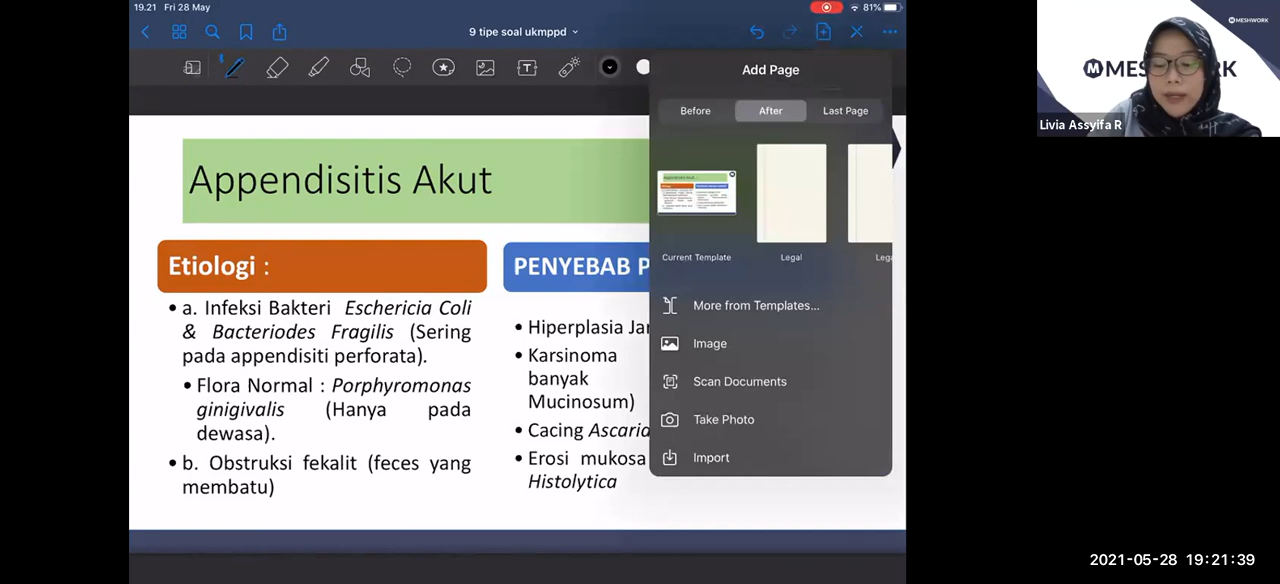 19.21 Fri 28 May
81%
9 tipe soal ukmppd
Add Page
Before
After
Last Page
Current Template
Legal
More from Templates...
Image
Scan Documents
Take Photo
Import
Appendisitis Akut
Etiologi :
• a. Infeksi Bakteri Eschericia Coli
& Bacteriodes Fragilis (Sering
pada appendisiti perforata).
• Flora Normal : Porphyromonas
ginigivalis (Hanya pada
dewasa).
• b. Obstruksi fekalit (feces yang
membatu)
PENYEBAB
• Hiperplasia
• Karsinoma
banyak
Mucinosum)
• Cacing
• Erosi mukosa
Histolytica
MESHWORK
Livia Assyifa R
2021-05-28 19:21:39